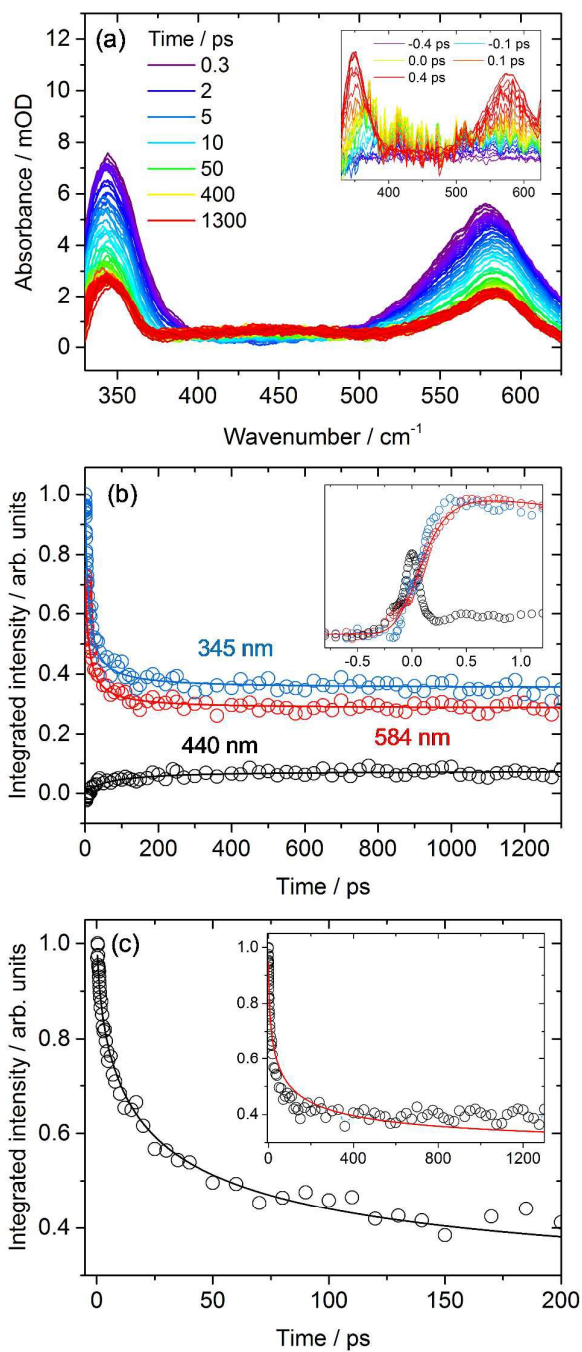 (a)
Time / ps
0.3
2
5
10
50
400
1300
-0.4 ps -0.1 ps
0.0 ps 0.1 ps
0.4 ps
400 500 600
12
10
8
6
4
2
0
Absorbance / mOD
350 400 450 500 550 600
Wavenumber / cm-1
(b)
1.0
0.8
0.6
0.4
0.2
0.0
Integrated intensity / arb. units
-0.5 0.0 0.5 1.0
345 nm
440 nm
584 nm
0 200 400 600 800 1000 1200
Time / ps
(c)
1.0
0.8
0.6
0.4
Integrated intensity / arb. units
1.0
0.8
0.6
0.4
0 400 800 1200
0 50 100 150 200
Time / ps